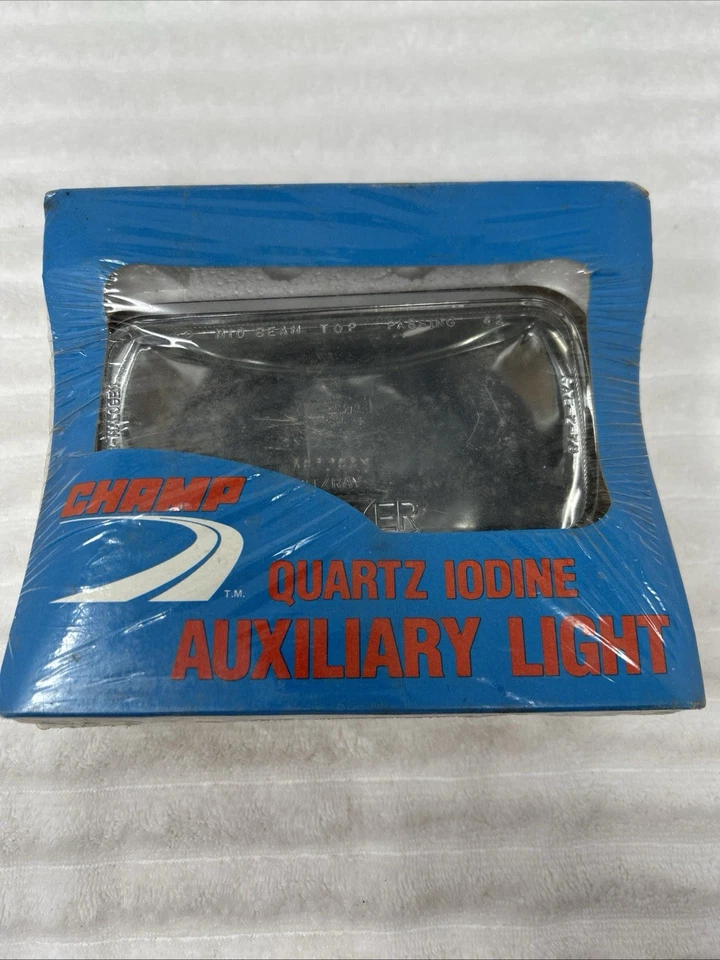 MID BEAM TOP PASSING
CHAMP
T.M.
QUARTZ IODINE
AUXILIARY LIGHT